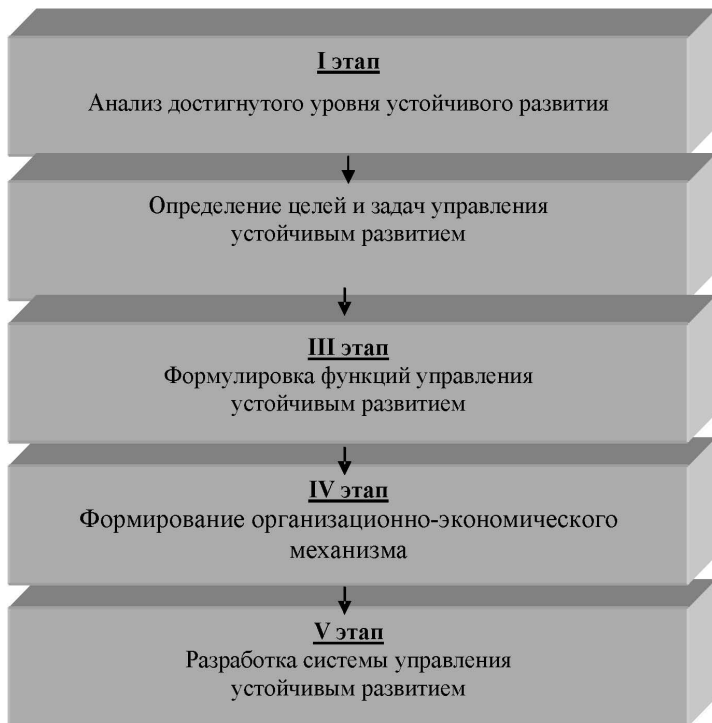 I этап
Анализ достигнутого уровня устойчивого развития
Определение целей и задач управления
устойчивым развитием
III этап
Формулировка функций управления
устойчивым развитием
IV этап
Формирование организационно-экономического
механизма
V этап
Разработка системы управления
устойчивым развитием